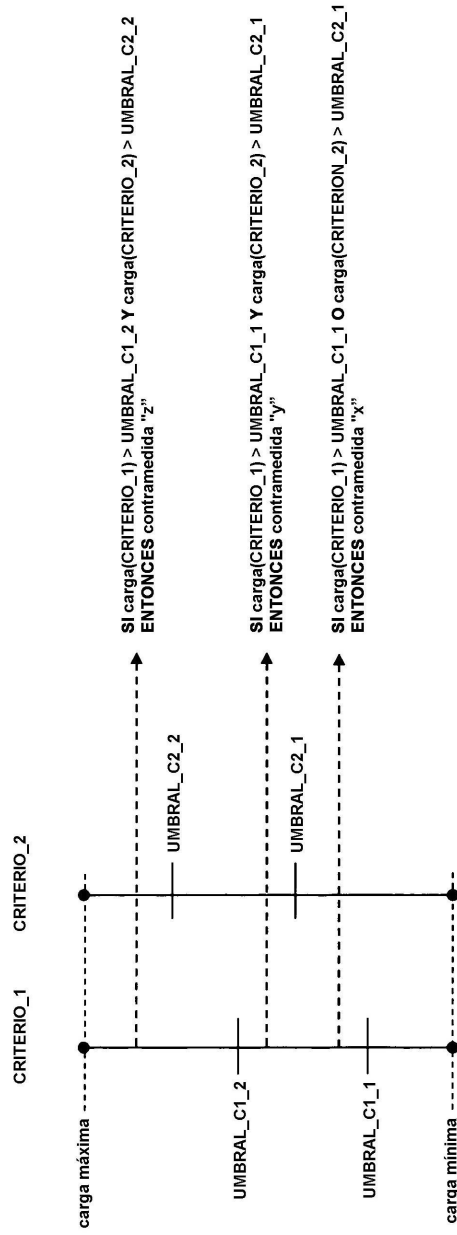 CRITERIO_1
CRITERIO_2
carga máxima
SI carga(CRITERIO_1) > UMBRAL_C1_2 Y carga(CRITERIO_2) > UMBRAL_C2_2
ENTONCES contramedida "z"
UMBRAL_C2_2
UMBRAL_C1_2
SI carga(CRITERIO_1) > UMBRAL_C1_1 Y carga(CRITERIO_2) > UMBRAL_C2_1
ENTONCES contramedida "y"
UMBRAL_C2_1
SI carga(CRITERIO_1) > UMBRAL_C1_1 O carga(CRITERION_2) > UMBRAL_C2_1
ENTONCES contramedida "x"
UMBRAL_C1_1
carga mínima